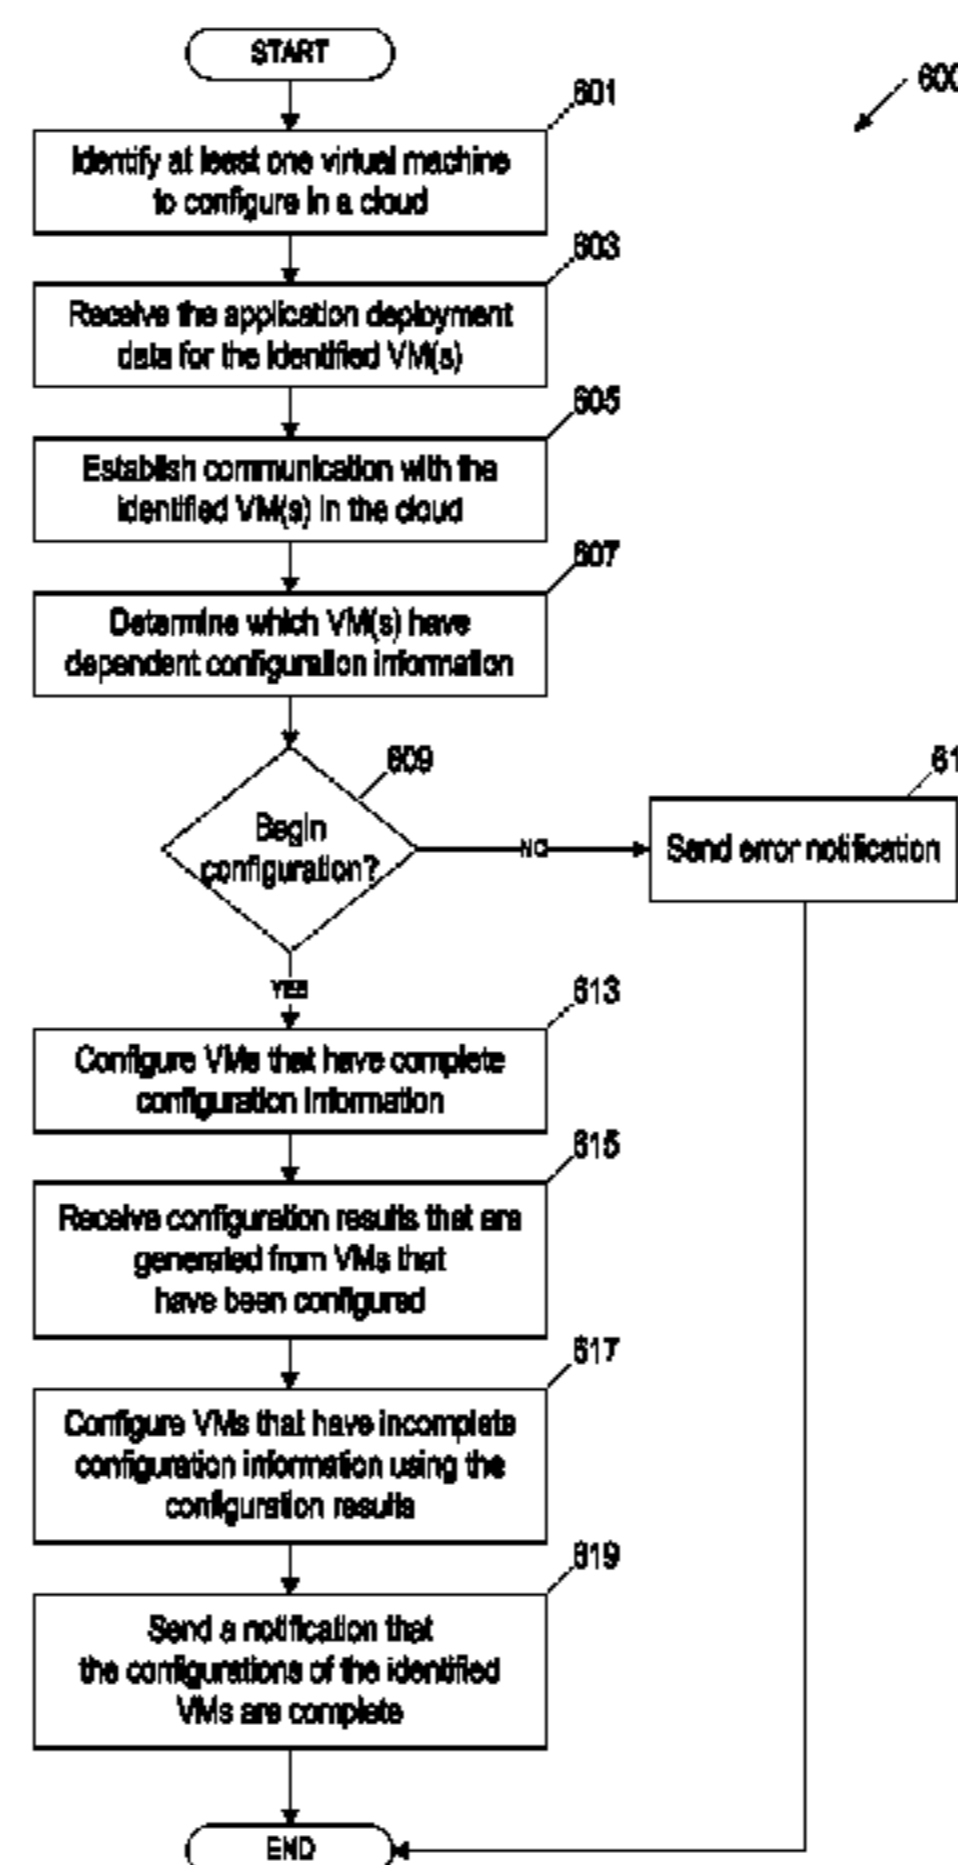 START
600
601
Identify at least one virtual machine
to configure in a cloud
603
Receive the application deployment
data for the identified VM(s)
605
Establish communication with the
identified VM(s) in the cloud
607
Determine which VM(s) have
dependent configuration information
609
Begin
configuration?
NO
61
Send error notification
YES
613
Configure VMs that have complete
configuration information
615
Receive configuration results that are
generated from VMs that
have been configured
617
Configure VMs that have incomplete
configuration information using the
configuration results
619
Send a notification that
the configurations of the identified
VMs are complete
END